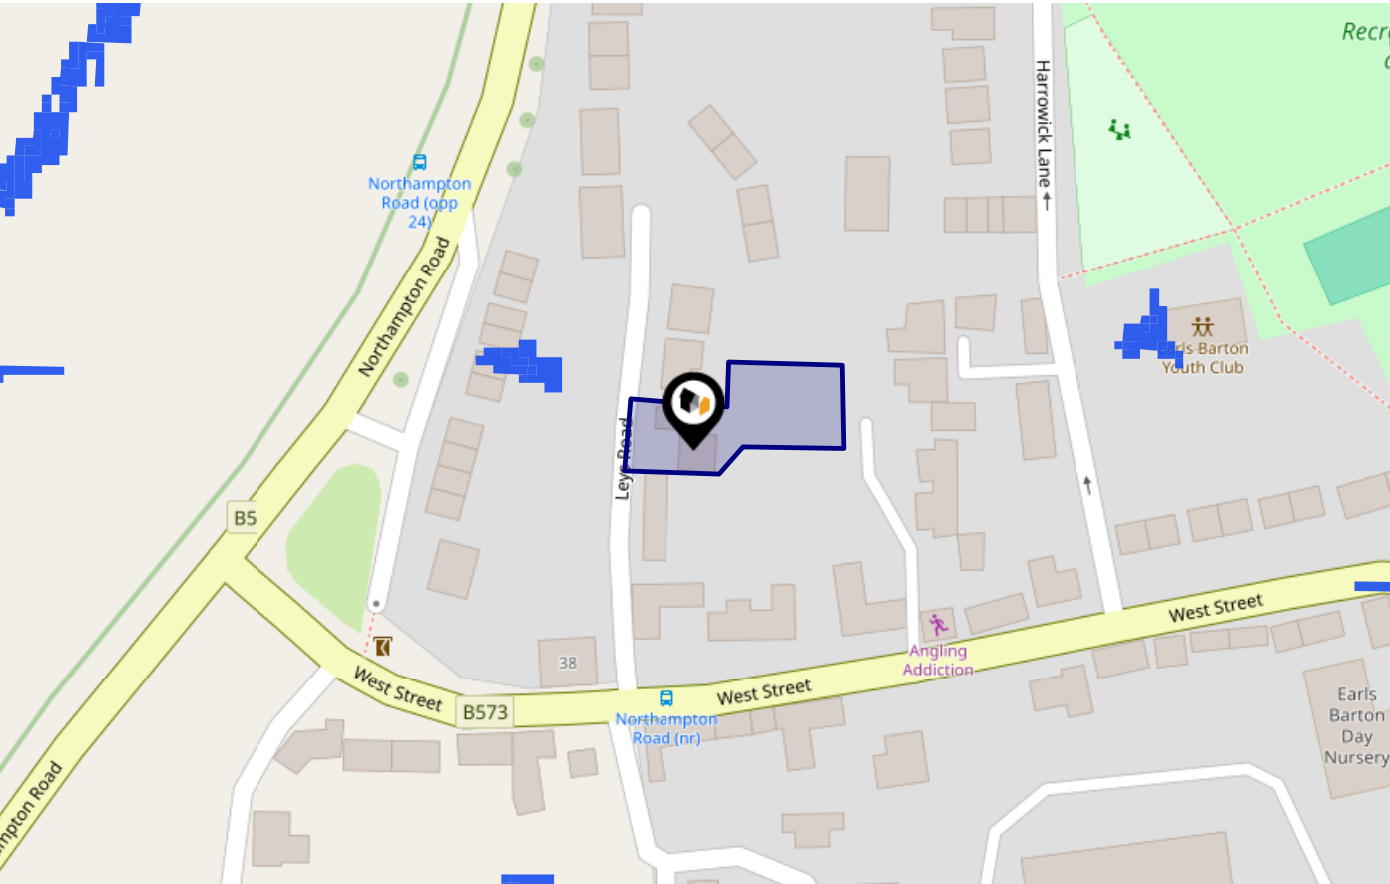 Recr
Harrowick Lane
Northampton
Road (opp
24)
Northampton Road
Earls Barton
Youth Club
Leys Road
B5
West Street
Angling
Addiction
38
West Street
B573
West Street
Northampton
Road (nr)
Earls
Barton
Day
Nursery
mpton Road